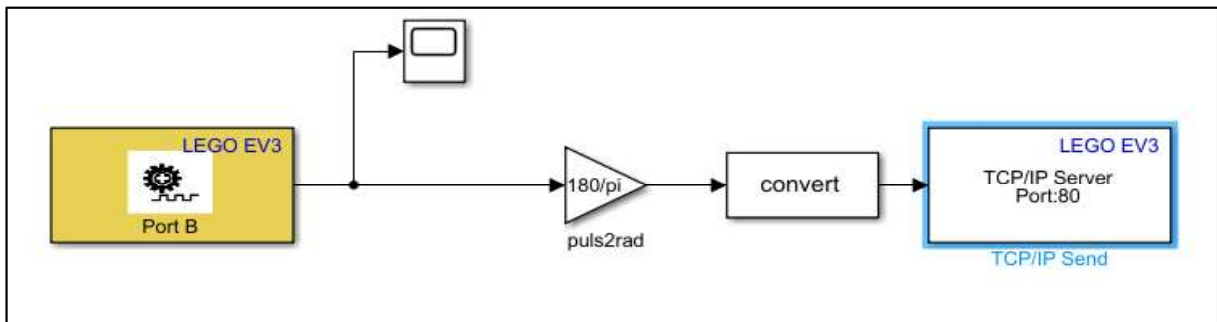 LEGO EV3
Port B
180/pi
puls2rad
convert
LEGO EV3
TCP/IP Server
Port:80
TCP/IP Send